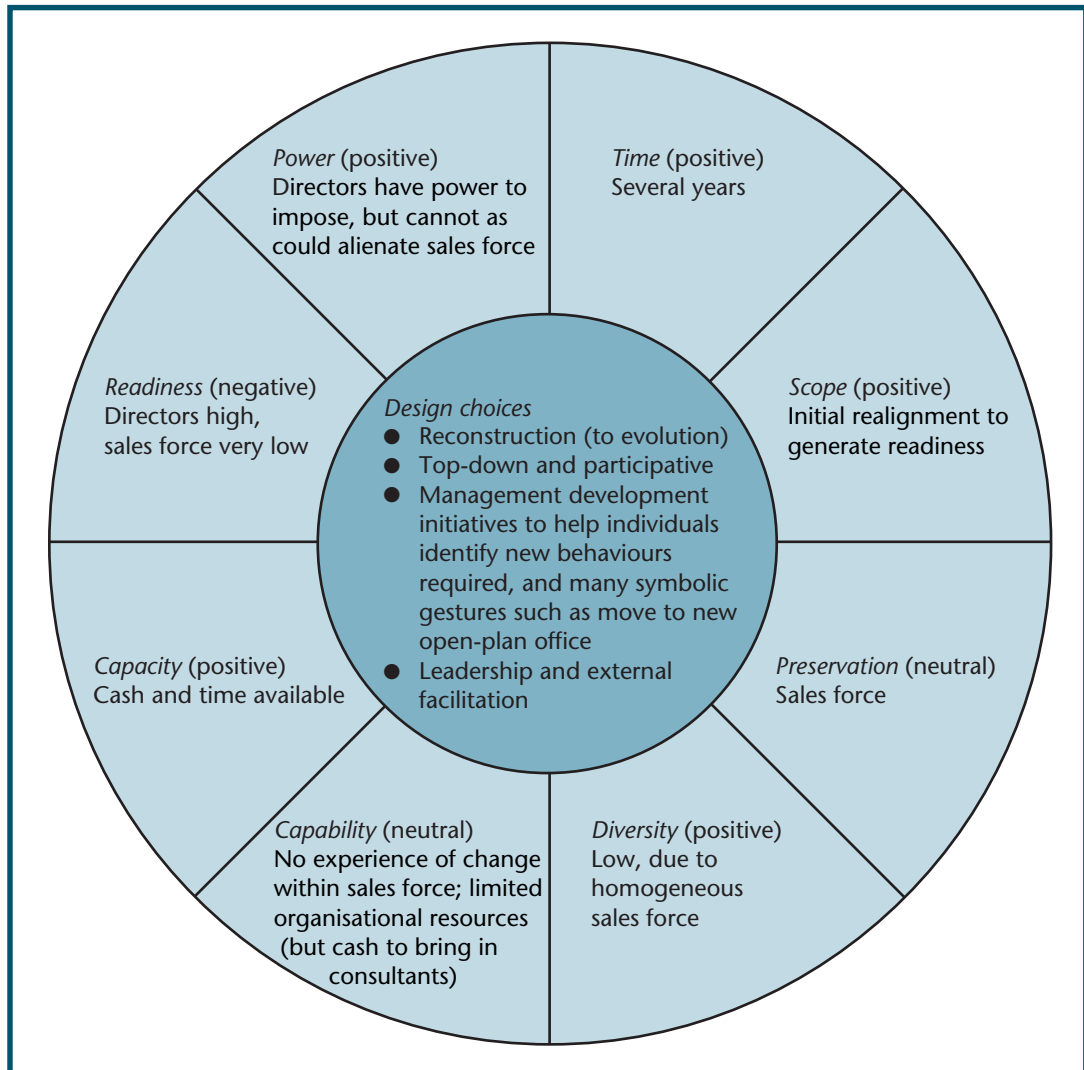 Power (positive)
Directors have power to
impose, but cannot as
could alienate sales force
Time (positive)
Several years
Scope (positive)
Initial realignment to
generate readiness
Preservation (neutral)
Sales force
Diversity (positive)
Low, due to
homogeneous
sales force
Capability (neutral)
No experience of change
within sales force; limited
organisational resources
(but cash to bring in
consultants)
Capacity (positive)
Cash and time available
Readiness (negative)
Directors high,
sales force very low
Design choices
● Reconstruction (to evolution)
● Top-down and participative
● Management development
initiatives to help individuals
identify new behaviours
required, and many symbolic
gestures such as move to new
open-plan office
● Leadership and external
facilitation